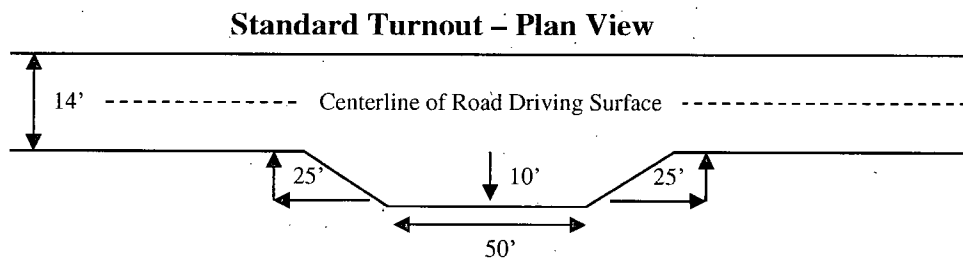 Standard Turnout – Plan View
14’
Centerline of Road Driving Surface
25’
10’
25’
50’